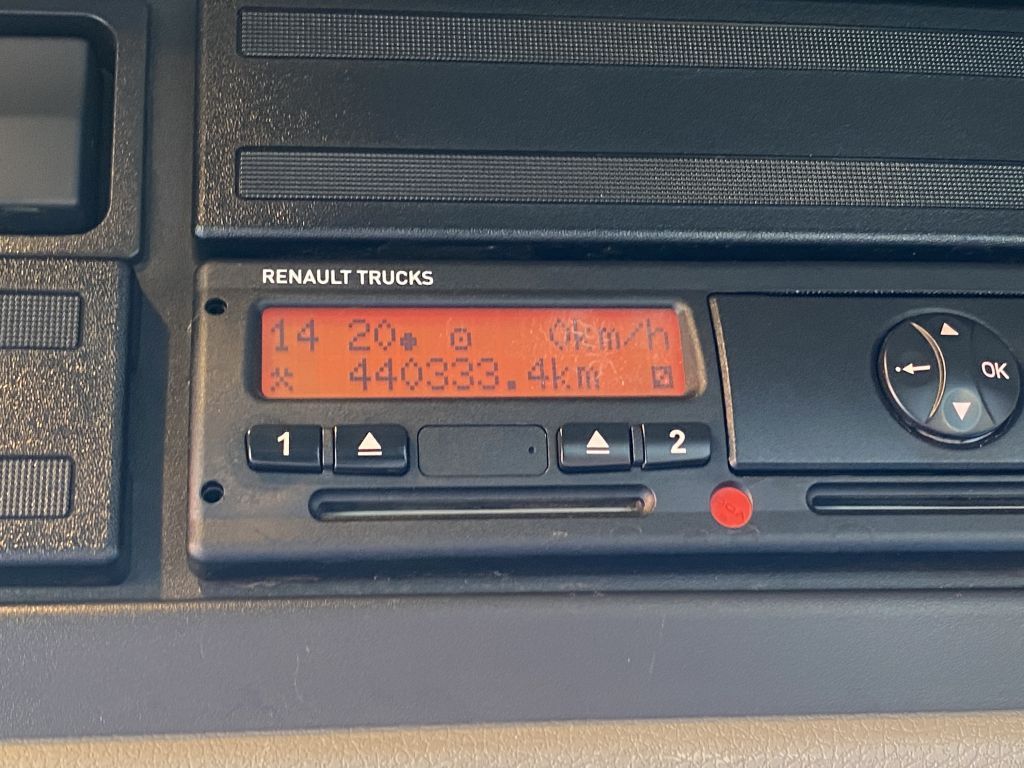 RENAULT TRUCKS
14 20 0km/h
440333.4km
1 2
OK